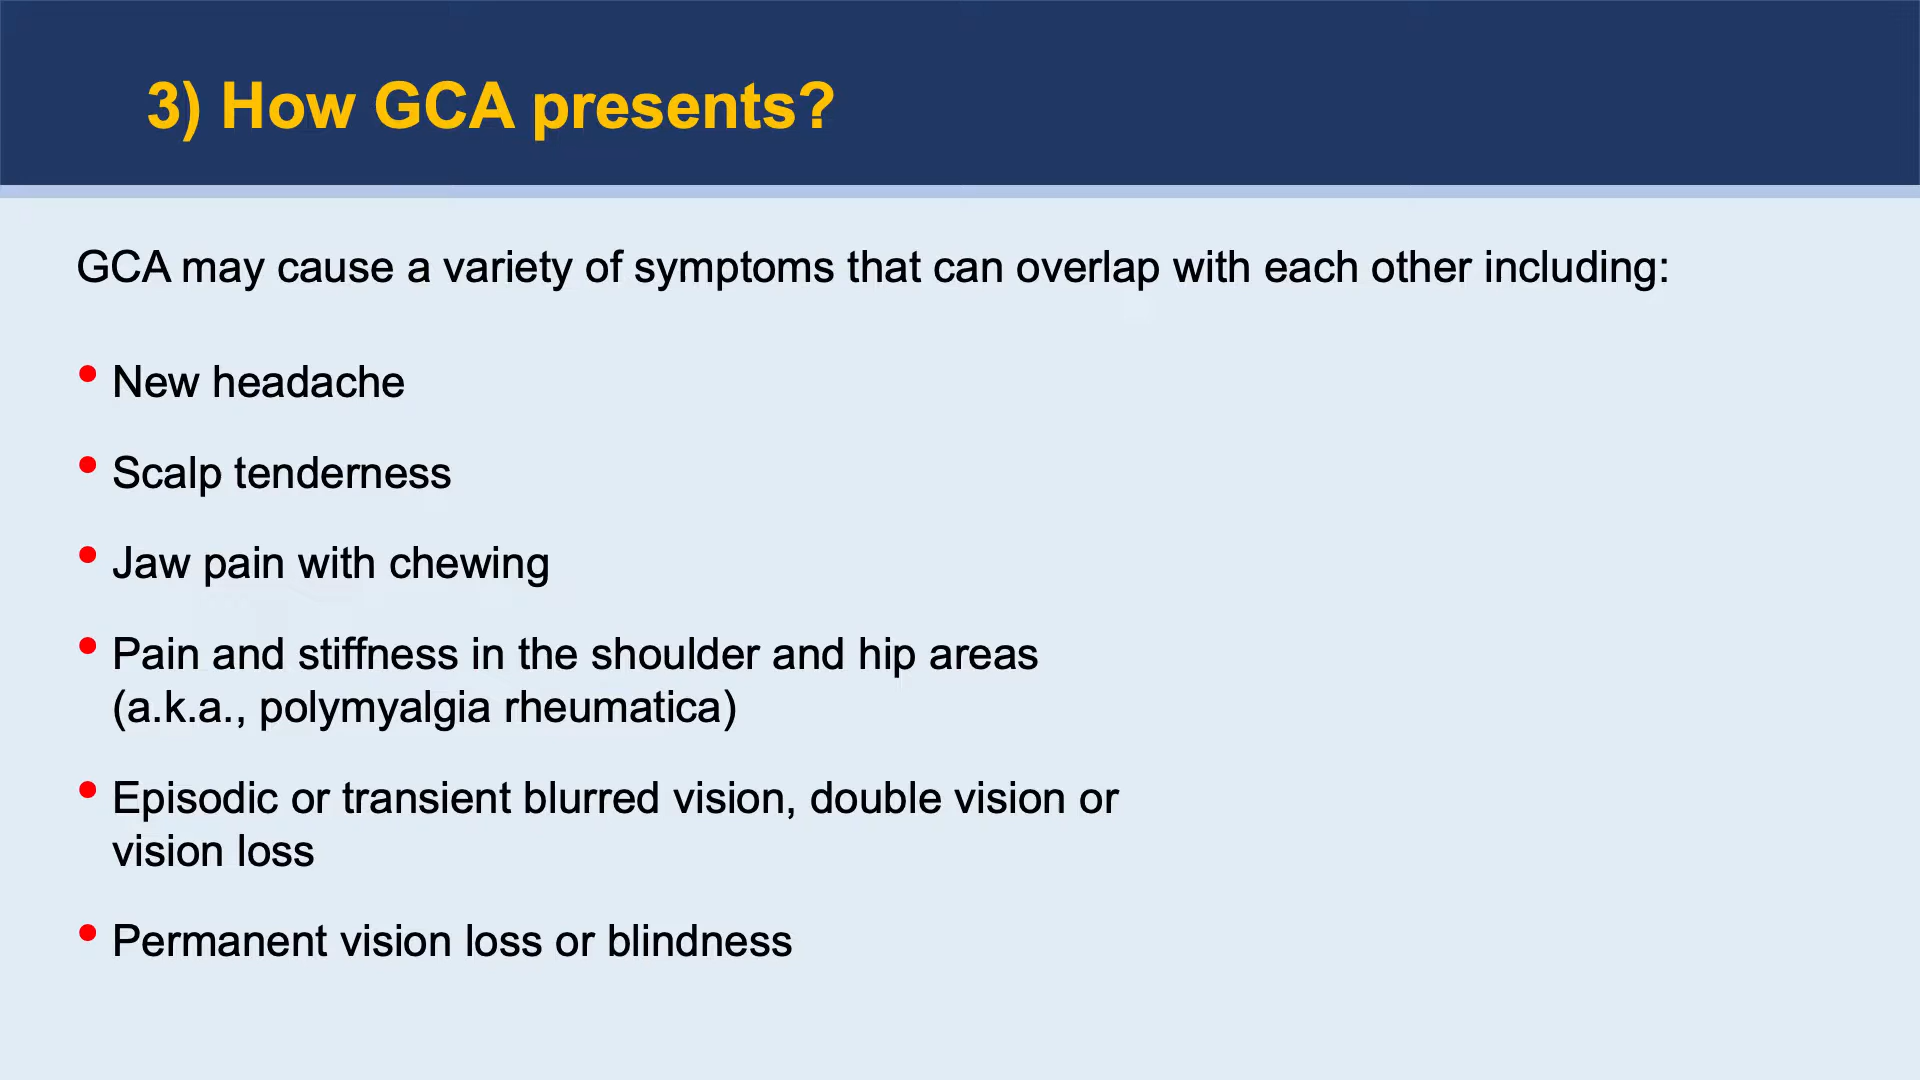 3) How GCA presents?
GCA may cause a variety of symptoms that can overlap with each other including:
• New headache
• Scalp tenderness
• Jaw pain with chewing
• Pain and stiffness in the shoulder and hip areas
(a.k.a., polymyalgia rheumatica)
• Episodic or transient blurred vision, double vision or
vision loss
• Permanent vision loss or blindness